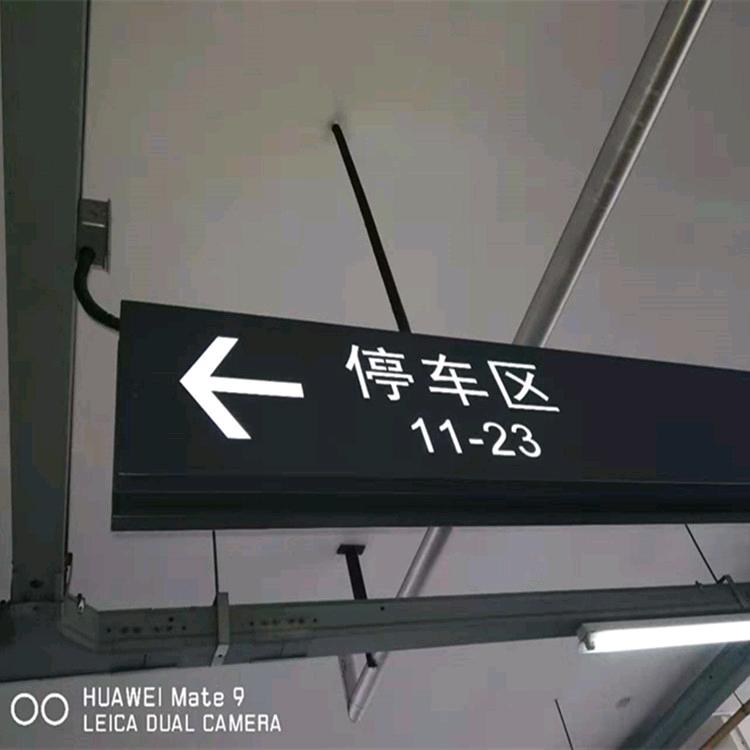 停车区
11-23
HUAWEI Mate 9
LEICA DUAL CAMERA